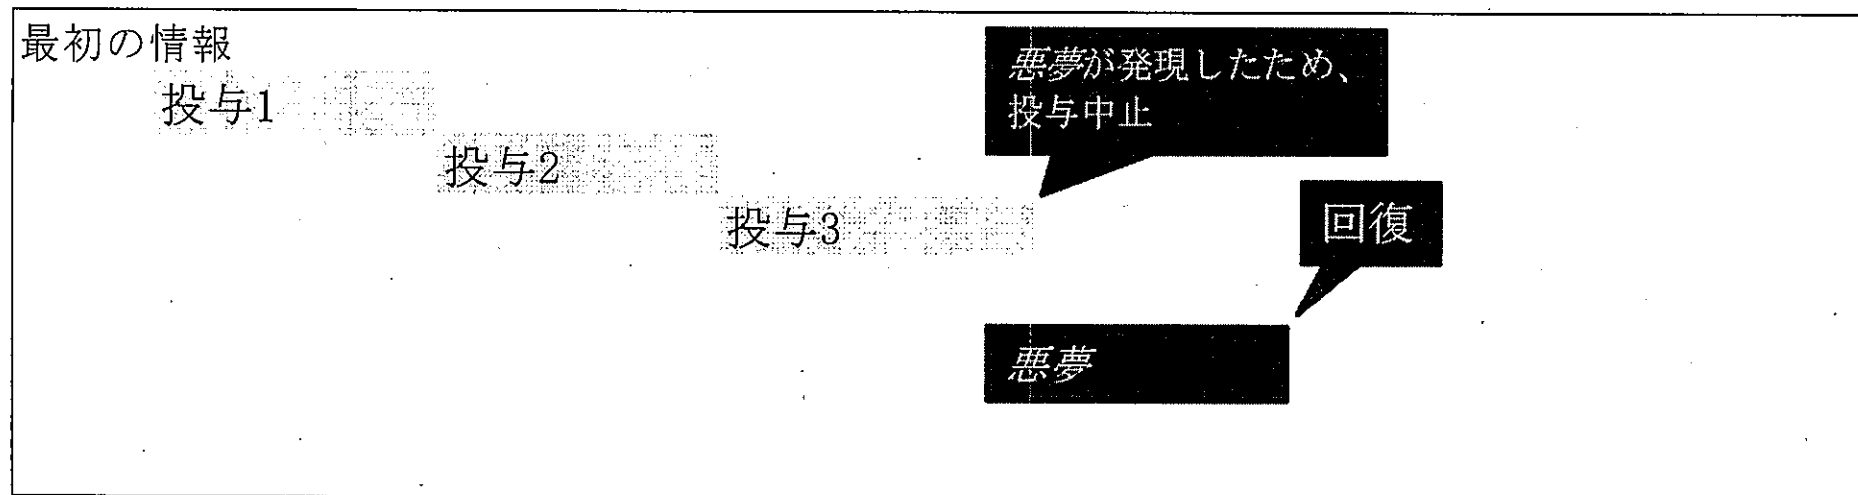 最初の情報
投与1
投与2
投与3
悪夢が発現したため、
投与中止
回復
悪夢